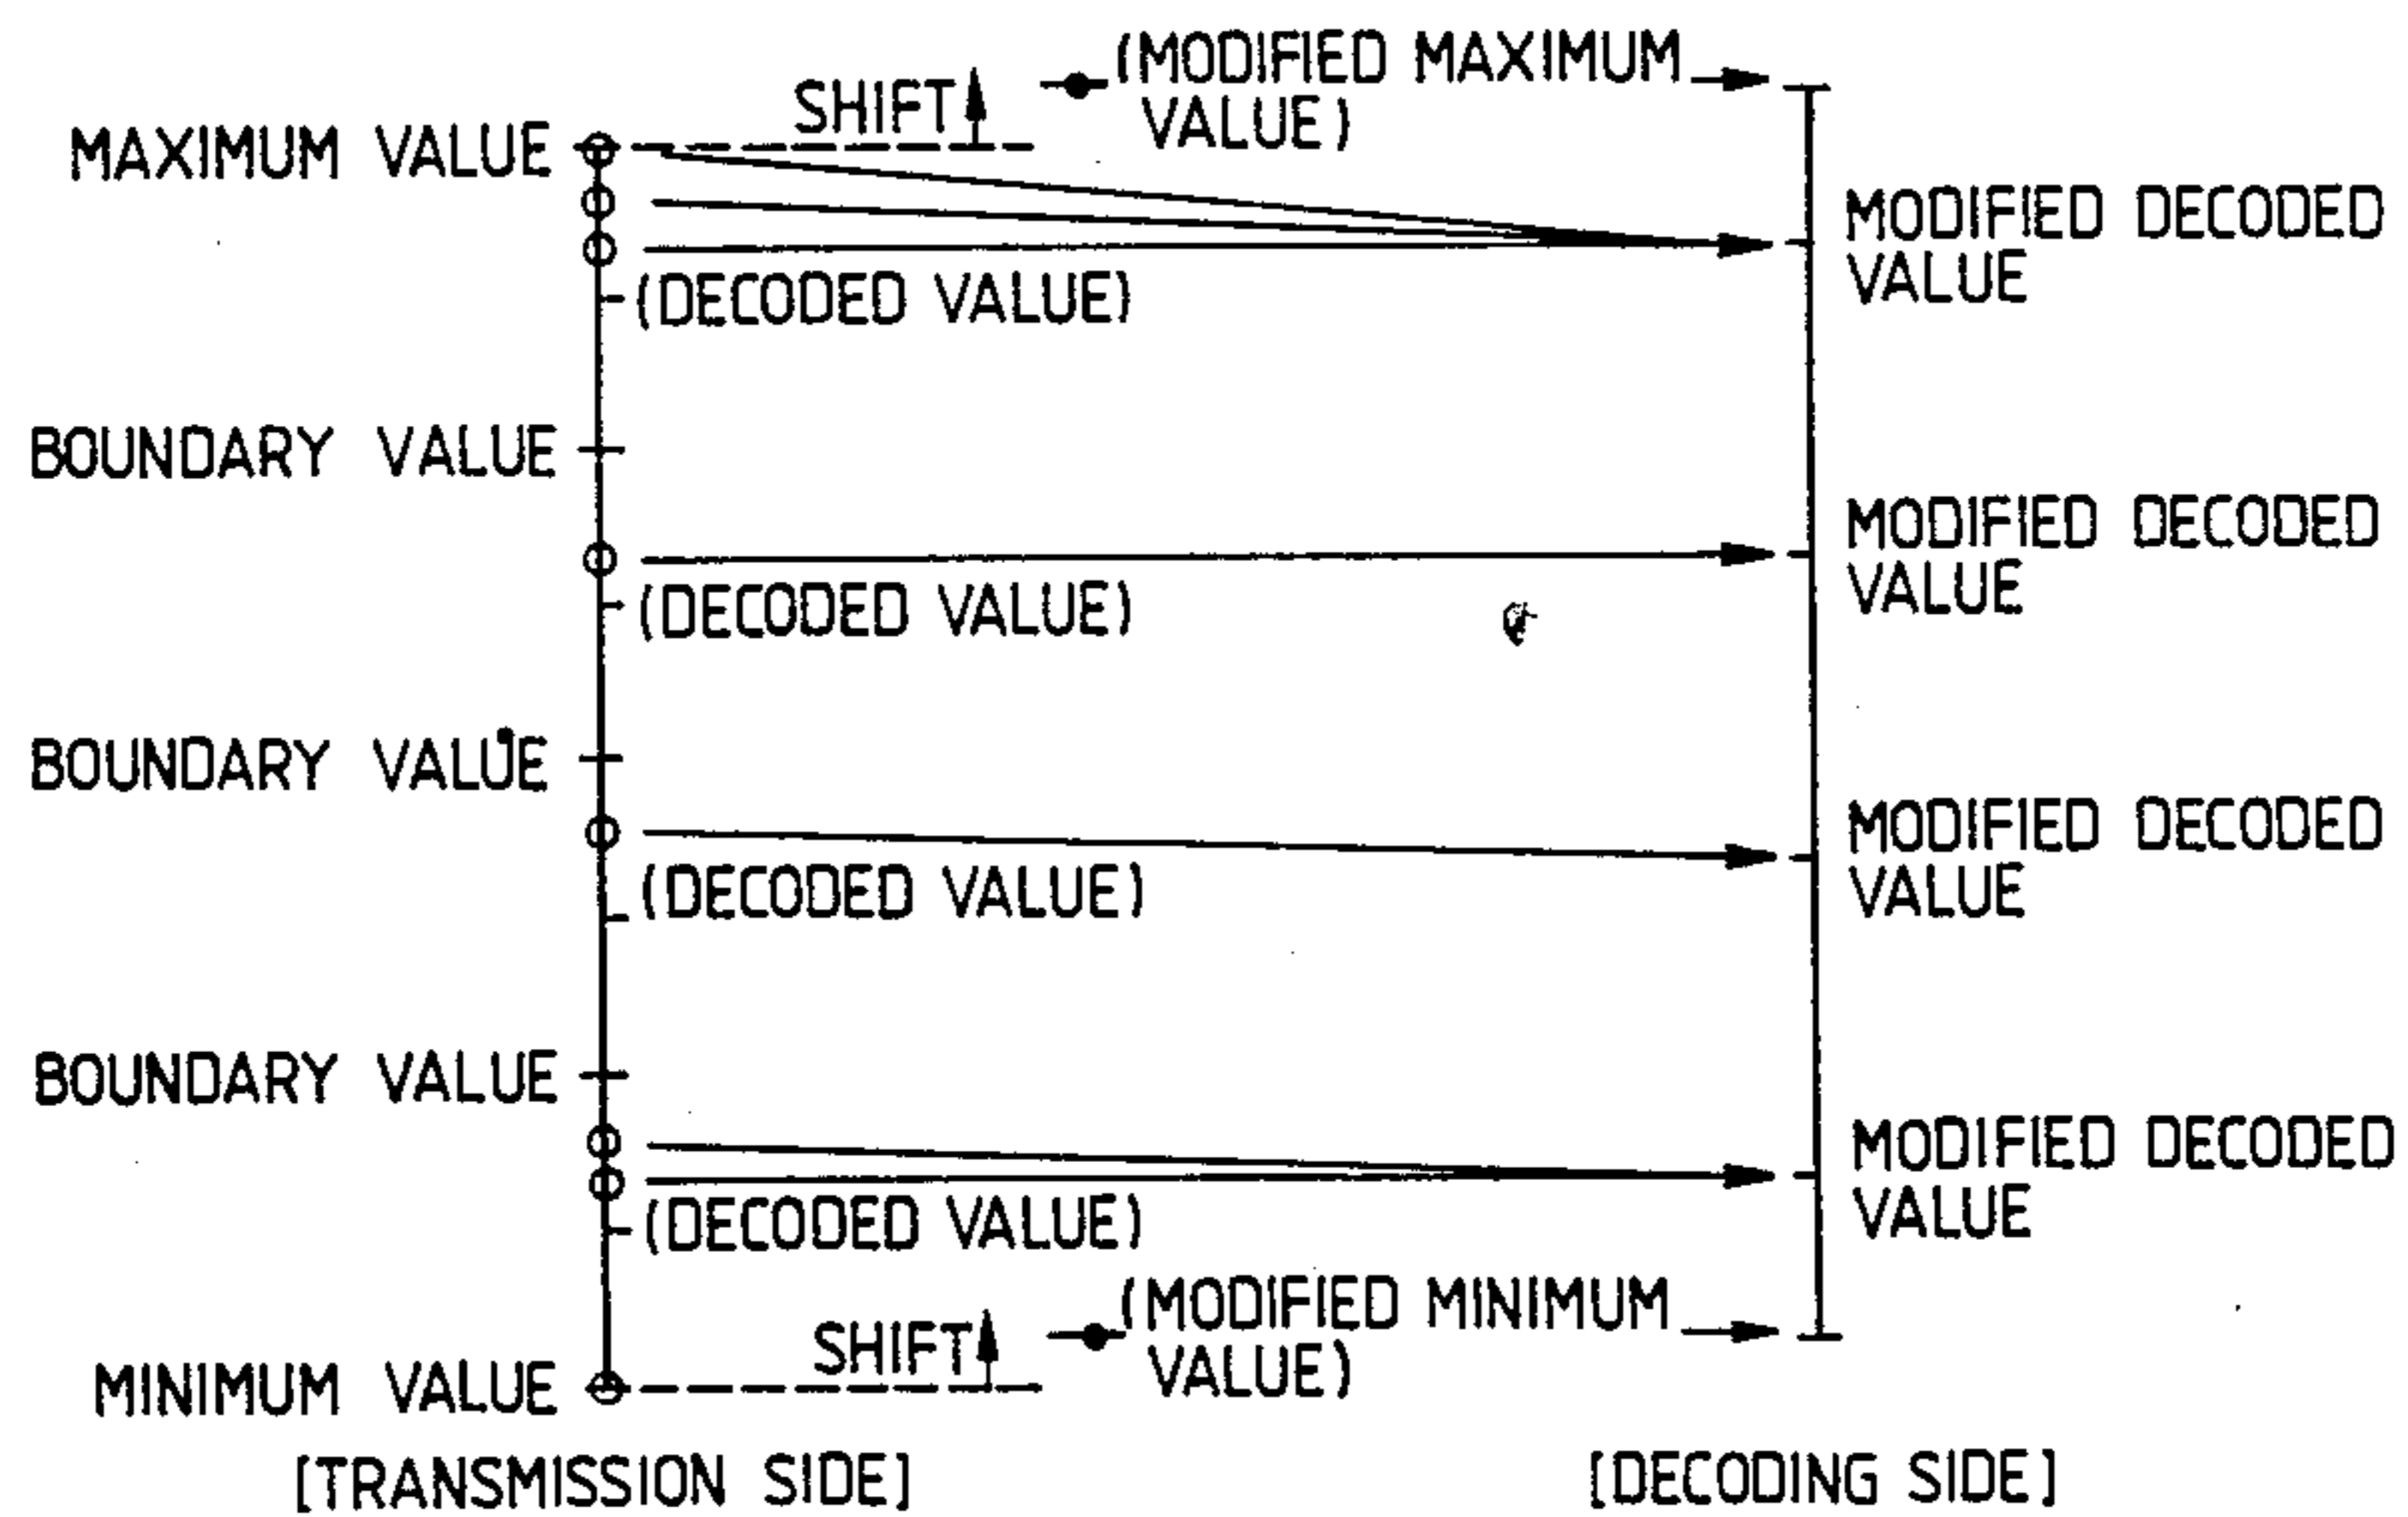 (MODIFIED MAXIMUM
VALUE)
SHIFT
MAXIMUM VALUE
MODIFIED DECODED
VALUE
(DECODED VALUE)
BOUNDARY VALUE
MODIFIED DECODED
VALUE
(DECODED VALUE)
BOUNDARY VALUE
MODIFIED DECODED
VALUE
(DECODED VALUE)
BOUNDARY VALUE
MODIFIED DECODED
VALUE
(DECODED VALUE)
(MODIFIED MINIMUM
VALUE)
SHIFT
MINIMUM VALUE
[TRANSMISSION SIDE]
[DECODING SIDE]